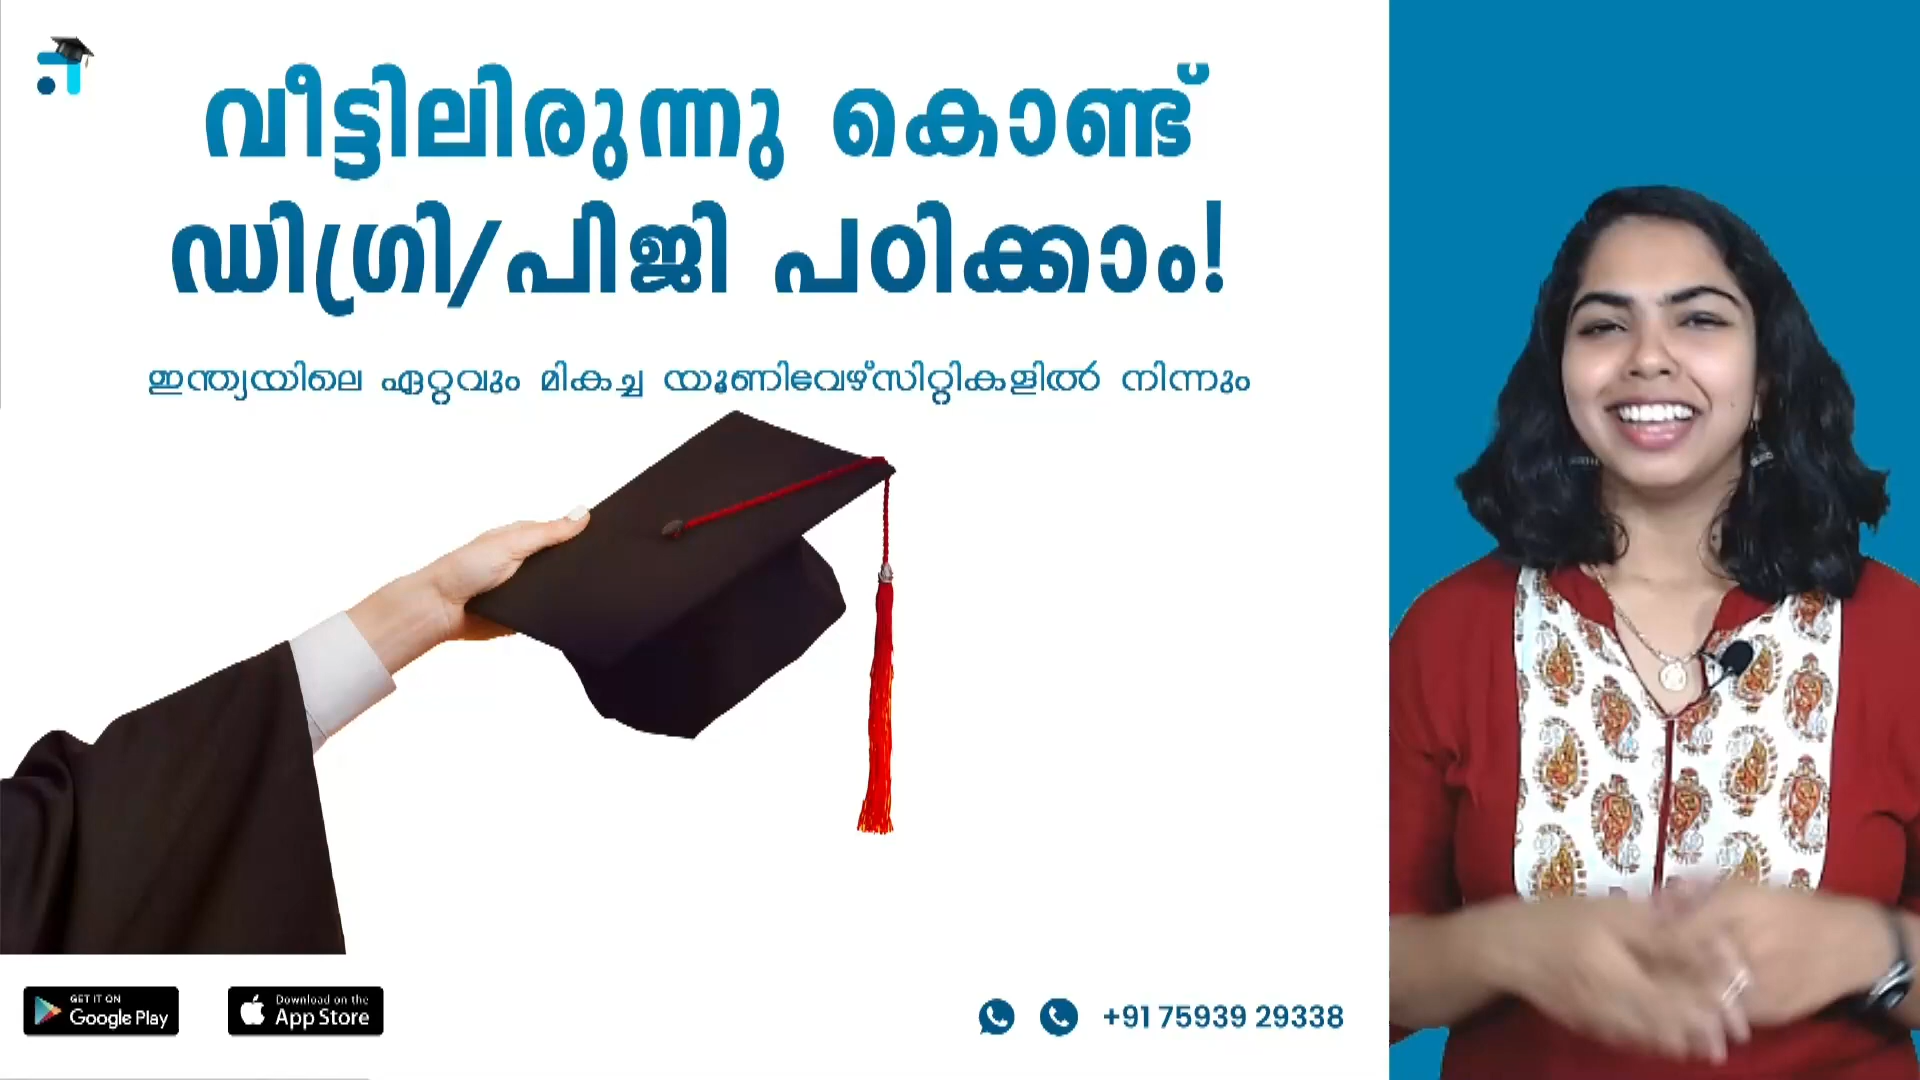 വീട്ടിലിരുന്നു കൊണ്ട്
ഡിഗ്രി/പിജി പഠിക്കാം!
ഇന്ത്യയിലെ ഏറ്റവും മികച്ച യൂണിവേഴ്സിറ്റികളിൽ നിന്നും
GET IT ON
Google Play
Download on the
App Store
+91 75939 29338